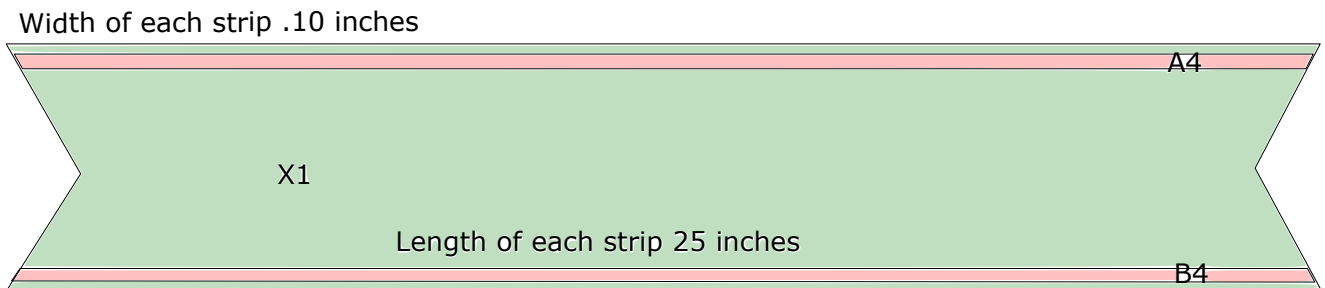 Width of each strip .10 inches
A4
X1
Length of each strip 25 inches
B4